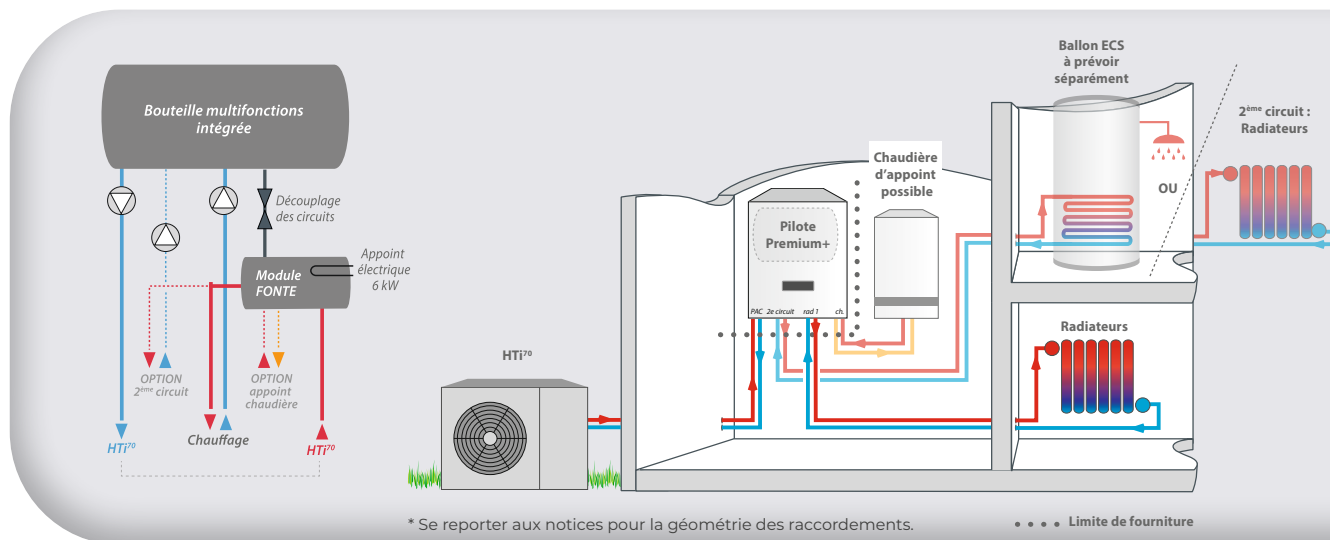 Bouteille multifonctions
intégrée
Découplage
des circuits
Appoint
électrique
6 kW
Module
FONTE
OPTION
2ème circuit
OPTION
appoint
chaudière
HTi70
Chauffage
HTi70
HTi70
Pilote
Premium+
PAC 2e circuit rad 1 ch.
Chaudière
d'appoint
possible
Ballon ECS
à prévoir
séparément
OU
2ème circuit :
Radiateurs
Radiateurs
* Se reporter aux notices pour la géométrie des raccordements.
Limite de fourniture